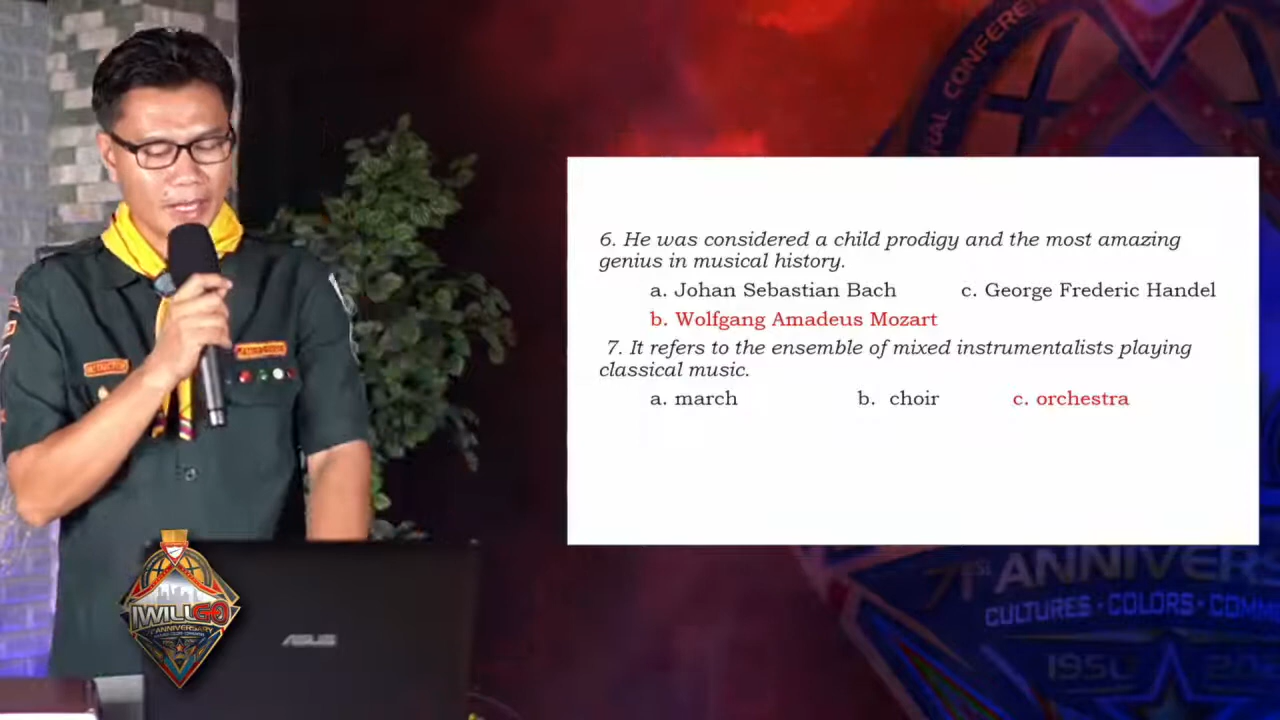 6. He was considered a child prodigy and the most amazing
genius in musical history.
a. Johan Sebastian Bach c. George Frederic Handel
b. Wolfgang Amadeus Mozart
7. It refers to the ensemble of mixed instrumentalists playing
classical music.
a. march b. choir c. orchestra
IWILLGO
ANNIVERSARY
ASUS
71ST ANNIVERS
CULTURES · COLORS · COMM
1950